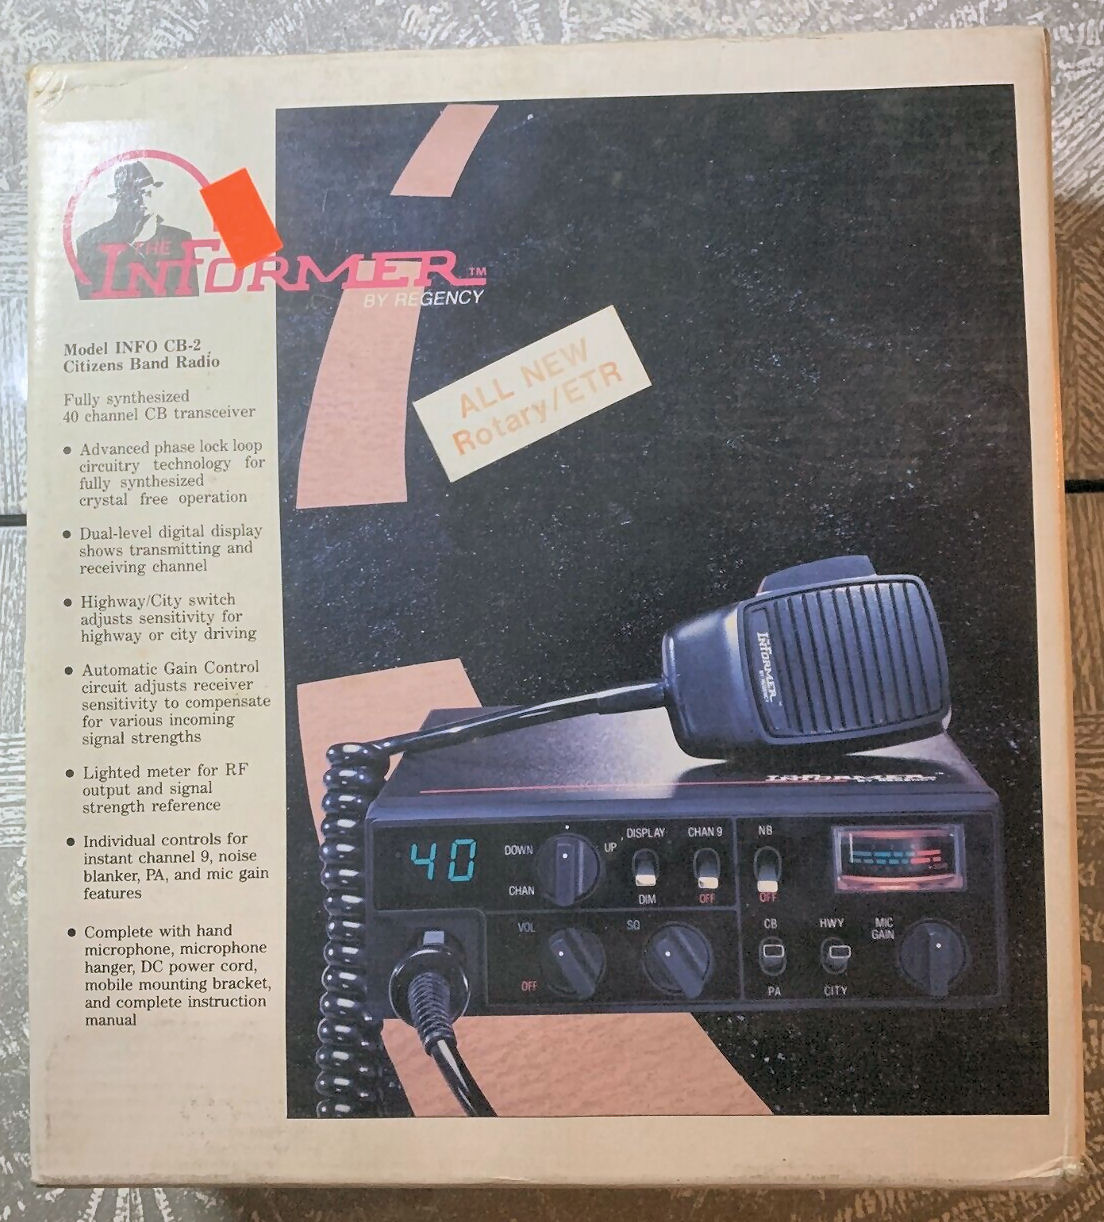 THE
INFORMER™
BY REGENCY
Model INFO CB-2
Citizens Band Radio
Fully synthesized
40 channel CB transceiver
• Advanced phase lock loop
circuitry technology for
fully synthesized
crystal free operation
• Dual-level digital display
shows transmitting and
receiving channel
• Highway/City switch
adjusts sensitivity for
highway or city driving
• Automatic Gain Control
circuit adjusts receiver
sensitivity to compensate
for various incoming
signal strengths
• Lighted meter for RF
output and signal
strength reference
• Individual controls for
instant channel 9, noise
blanker, PA, and mic gain
features
• Complete with hand
microphone, microphone
hanger, DC power cord,
mobile mounting bracket,
and complete instruction
manual
ALL NEW
Rotary/ETR
INFORMER
BY REGENCY
INFORMER™
40
DOWN
UP
CHAN
DISPLAY
DIM
CHAN 9
OFF
NB
OFF
VOL
OFF
SQ
CB
PA
HWY
CITY
MIC
GAIN